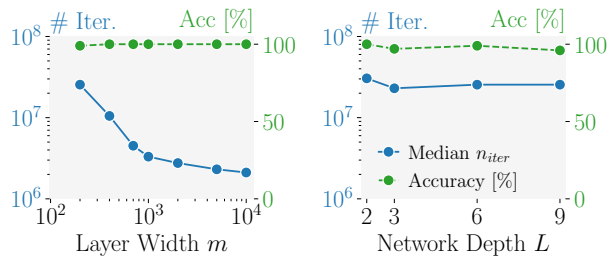 # Iter. Acc [%]
10^8 100
10^7 50
10^6 0
10^2 10^3 10^4
Layer Width m
# Iter. Acc [%]
10^8 100
10^7 50
Median n_{iter}
Accuracy [%]
10^6 0
2 3 6 9
Network Depth L